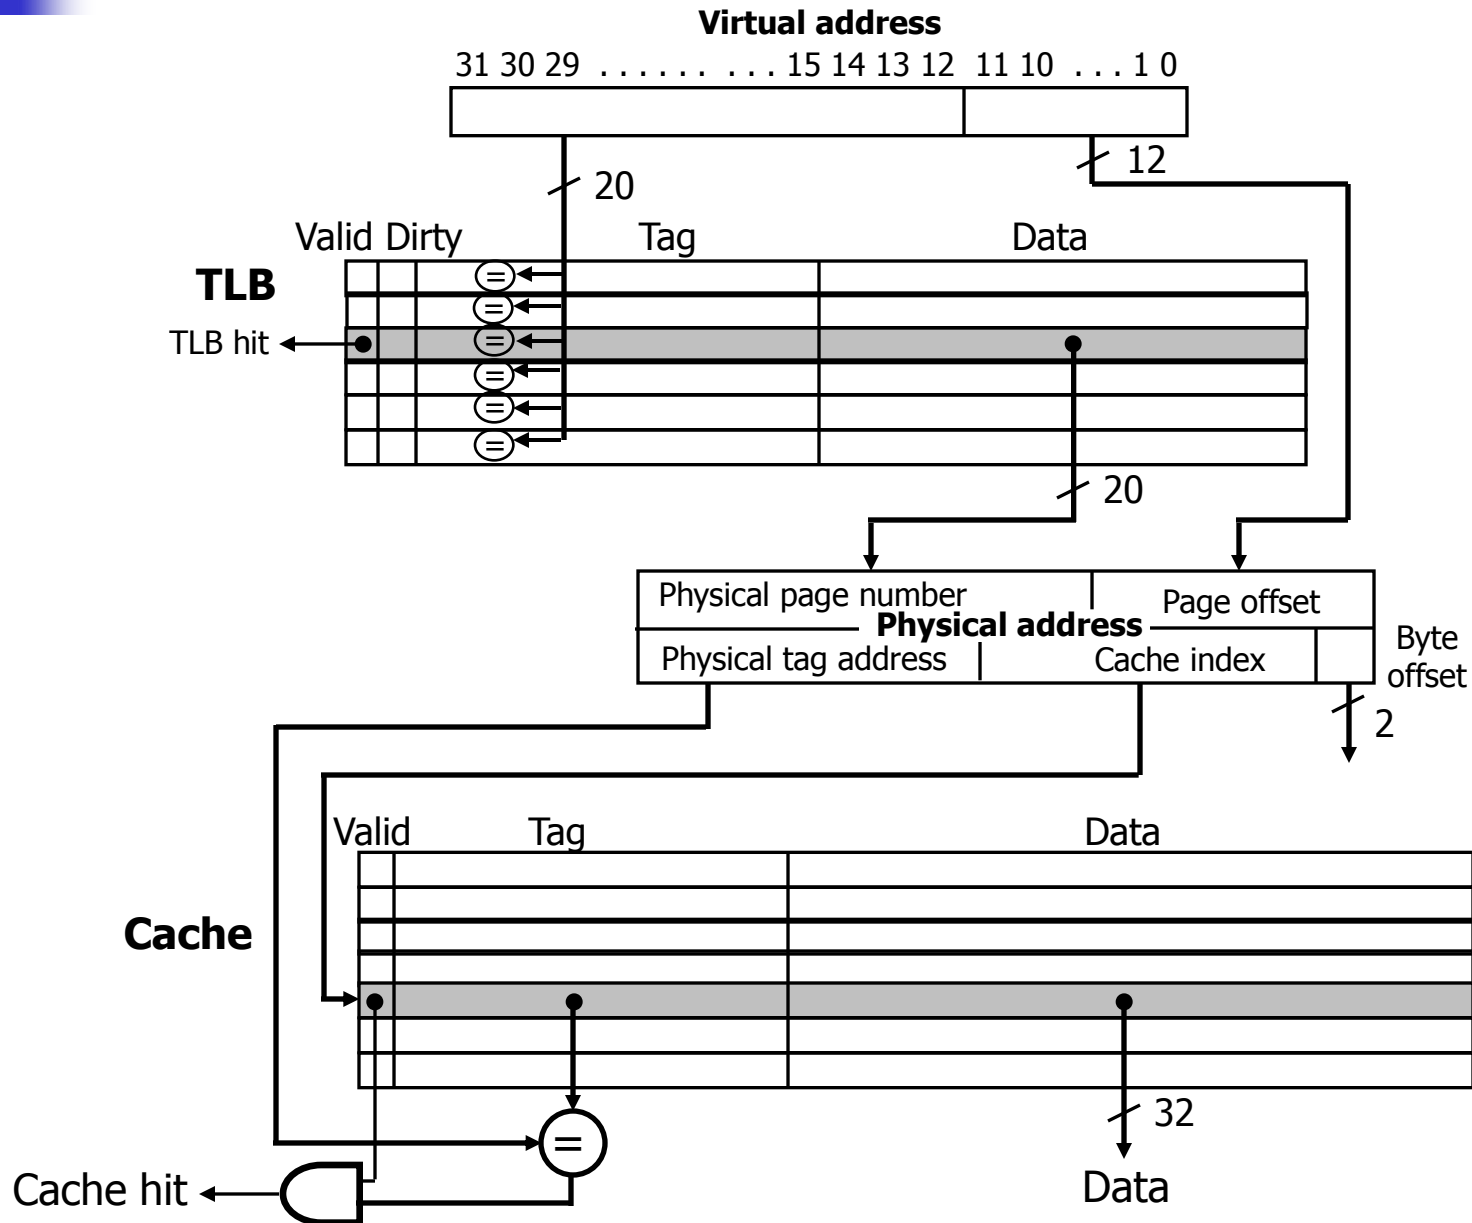 Virtual address
31 30 29 . . . . . . . . . 15 14 13 12 11 10 . . . 1 0
12
20
Valid Dirty Tag Data
TLB
=
=
TLB hit
=
=
=
=
20
Physical page number
Page offset
Physical address
Physical tag address
Cache index
Byte
offset
2
Valid Tag Data
Cache
32
=
Cache hit
Data